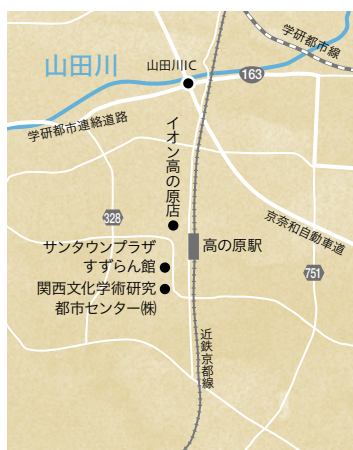 学研都市線
山田川
山田川IC
163
学研都市連絡道路
イオン高の原店
328
京奈和自動車道
サンタウンプラザ
すずらん館
高の原駅
751
関西文化学術研究
都市センター㈱
近鉄京都線